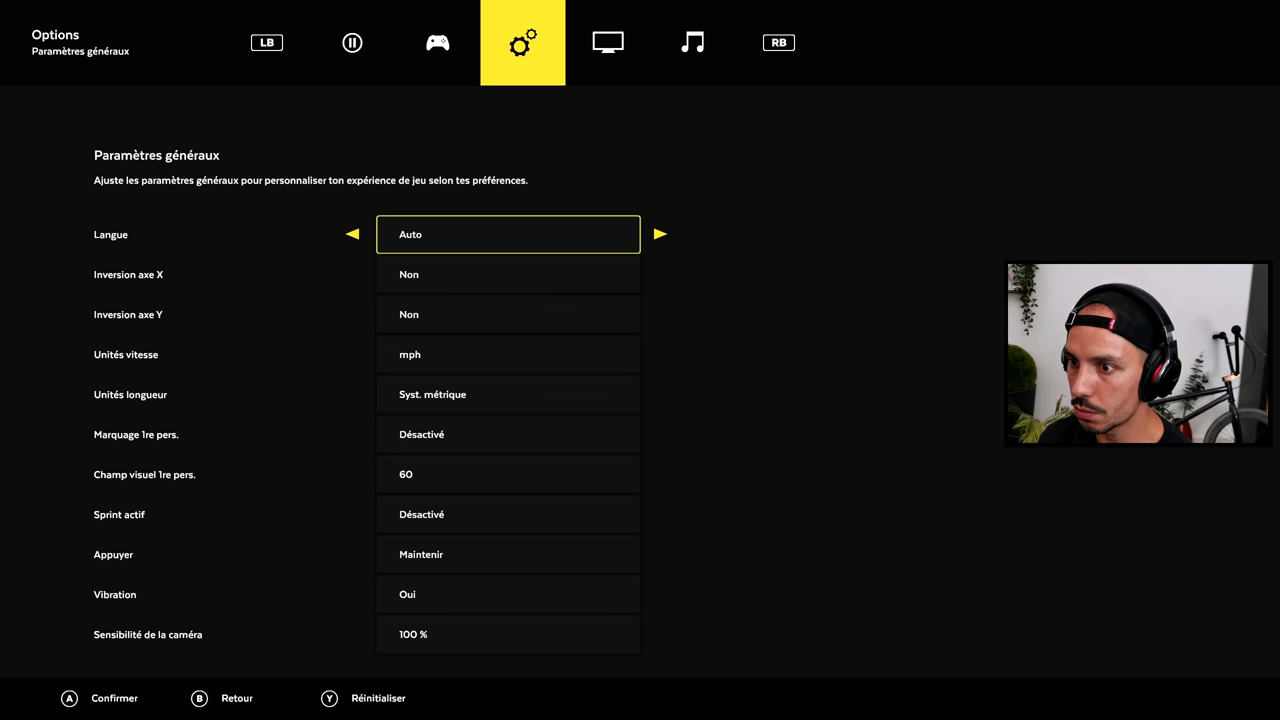 Options
Paramètres généraux
LB
RB
Paramètres généraux
Ajuste les paramètres généraux pour personnaliser ton expérience de jeu selon tes préférences.
Langue Auto
Inversion axe X Non
Inversion axe Y Non
Unités vitesse mph
Unités longueur Syst. métrique
Marquage 1re pers. Désactivé
Champ visuel 1re pers. 60
Sprint actif Désactivé
Appuyer Maintenir
Vibration Oui
Sensibilité de la caméra 100 %
A Confirmer B Retour Y Réinitialiser